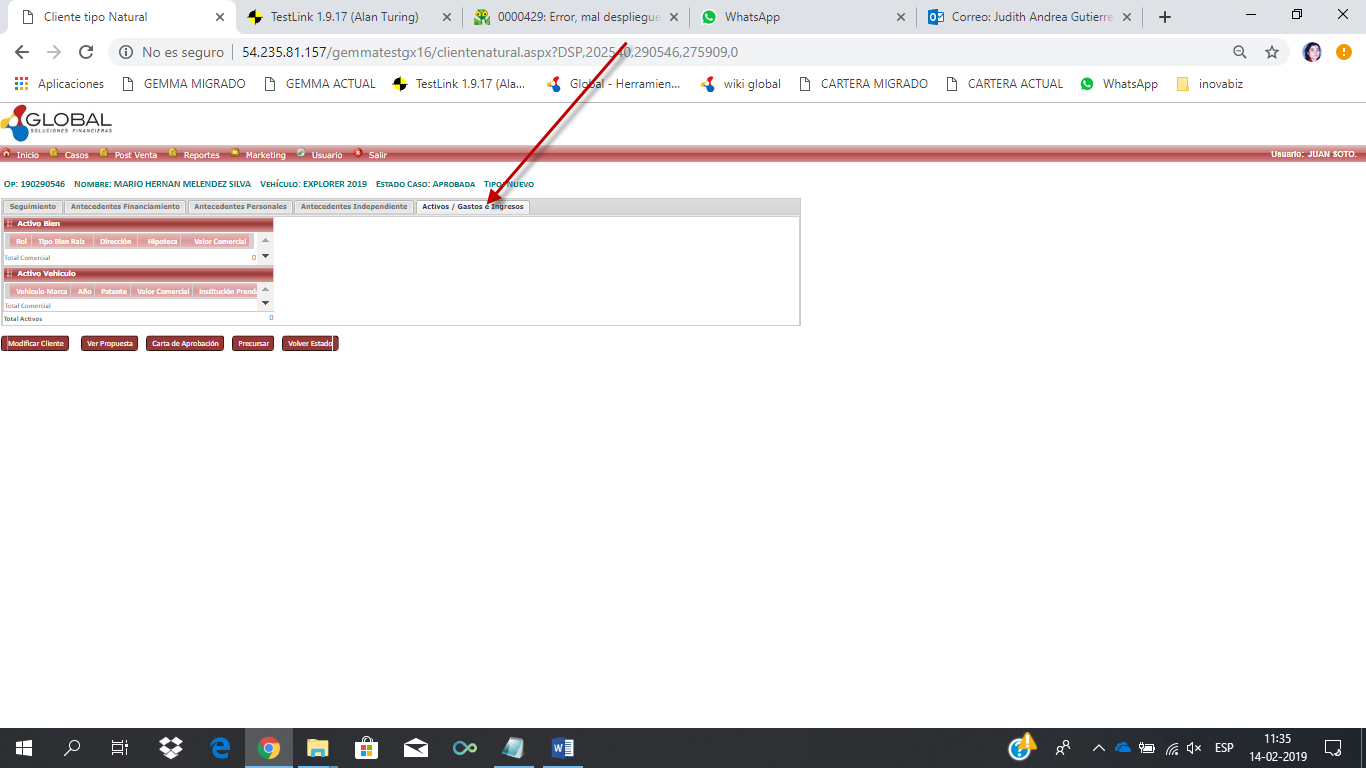 Cliente tipo Natural
TestLink 1.9.17 (Alan Turing)
0000429: Error, mal despliegue
WhatsApp
Correo: Judith Andrea Gutierre
No es seguro | 54.235.81.157/gemmatestgx16/clientenatural.aspx?DSP,202540,290546,275909,0
Aplicaciones GEMMA MIGRADO GEMMA ACTUAL TestLink 1.9.17 (Ala... Global - Herramien... wiki global CARTERA MIGRADO CARTERA ACTUAL WhatsApp inovabiz
GLOBAL
SOLUCIONES FINANCIERAS
Inicio Casos Post Venta Reportes Marketing Usuario Salir Usuario: JUAN SOTO.
OP: 190290546 NOMBRE: MARIO HERNAN MELENDEZ SILVA VEHÍCULO: EXPLORER 2019 ESTADO CASO: APROBADA TIPO: NUEVO
Seguimiento Antecedentes Financiamiento Antecedentes Personales Antecedentes Independiente Activos / Gastos e Ingresos
Activo Bien
Rol Tipo Bien Raiz Dirección Hipoteca Valor Comercial
Total Comercial 0
Activo Vehiculo
Vehiculo Marca Año Patente Valor Comercial Institución Prend
Total Comercial
Total Activos 0
Modificar Cliente Ver Propuesta Carta de Aprobación Precursar Volver Estado
ESP
11:35
14-02-2019